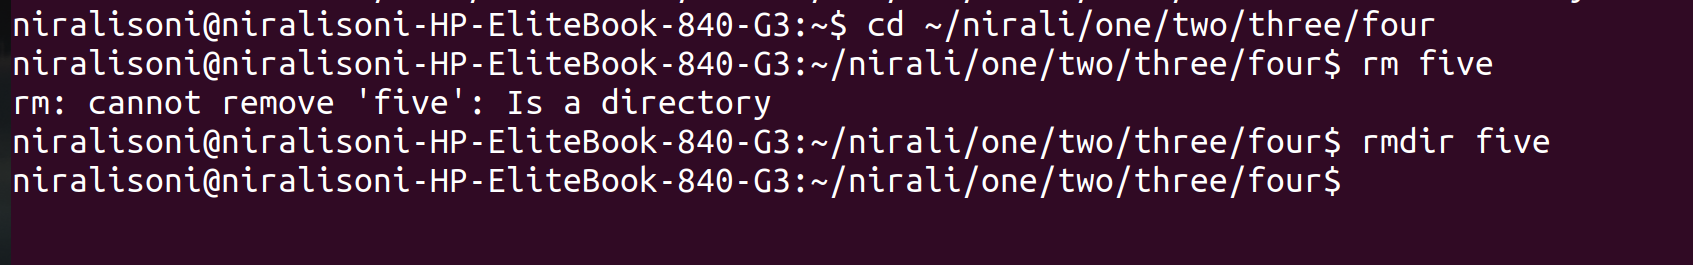 niralisoni@niralisoni-HP-EliteBook-840-G3:~$ cd ~/nirali/one/two/three/four
niralisoni@niralisoni-HP-EliteBook-840-G3:~/nirali/one/two/three/four$ rm five
rm: cannot remove 'five': Is a directory
niralisoni@niralisoni-HP-EliteBook-840-G3:~/nirali/one/two/three/four$ rmdir five
niralisoni@niralisoni-HP-EliteBook-840-G3:~/nirali/one/two/three/four$